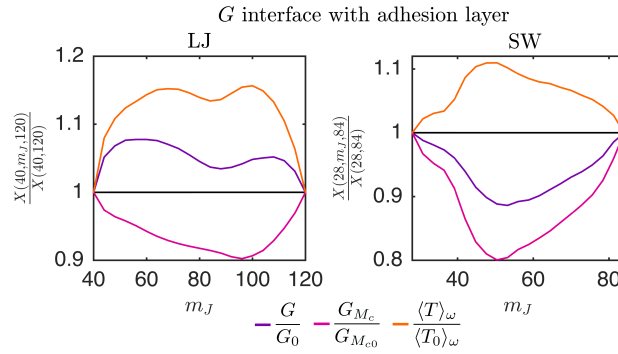 G interface with adhesion layer
LJ
SW
X(40,m_J,120) / X(40,120)
1.2
1.1
1
0.9
40 60 80 100 120
m_J
X(28,m_J,84) / X(28,84)
1.1
1
0.9
0.8
40 60 80
m_J
G/G_0 G_{M_c}/G_{M_{c0}} ⟨T⟩_ω/⟨T_0⟩_ω